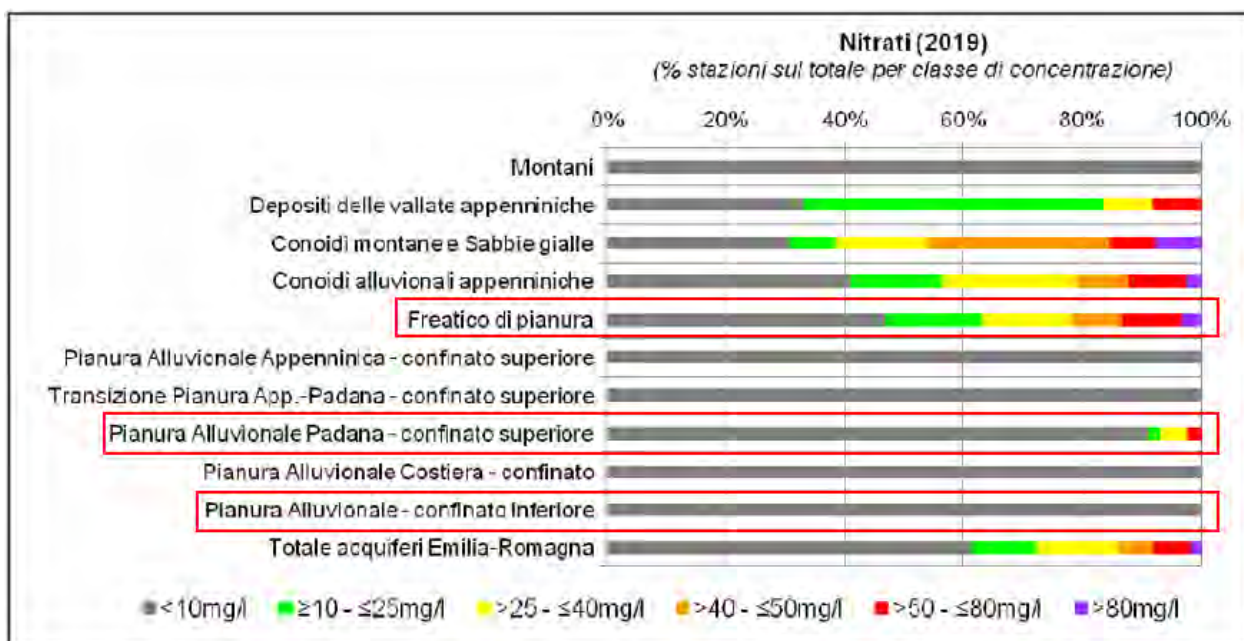 Nitrati (2019)
(% stazioni sul totale per classe di concentrazione)
0% 20% 40% 60% 80% 100%
Montani
Depositi delle vallate appenniniche
Conoidi montane e Sabbie gialle
Conoidi alluvionali appenniniche
Freatico di pianura
Pianura Alluvionale Appenninica - confinato superiore
Transizione Pianura App.-Padana - confinato superiore
Pianura Alluvionale Padana - confinato superiore
Pianura Alluvionale Costiera - confinato
Pianura Alluvionale - confinato inferiore
Totale acquiferi Emilia-Romagna
<10mg/l ≥10 - ≤25mg/l >25 - ≤40mg/l >40 - ≤50mg/l >50 - ≤80mg/l >80mg/l